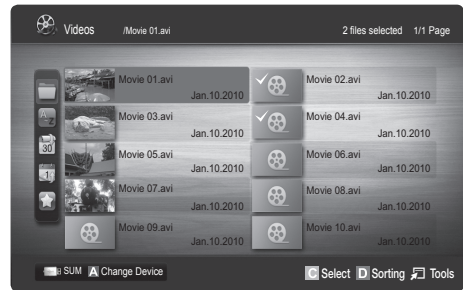 Videos /Movie 01.avi 2 files selected 1/1 Page
Movie 01.avi Movie 02.avi
Jan.10.2010 Jan.10.2010
Movie 03.avi Movie 04.avi
Jan.10.2010 Jan.10.2010
30
Movie 05.avi Movie 06.avi
Jan.10.2010 Jan.10.2010
1
Movie 07.avi Movie 08.avi
Jan.10.2010 Jan.10.2010
Movie 09.avi Movie 10.avi
Jan.10.2010 Jan.10.2010
SUM A Change Device C Select D Sorting Tools